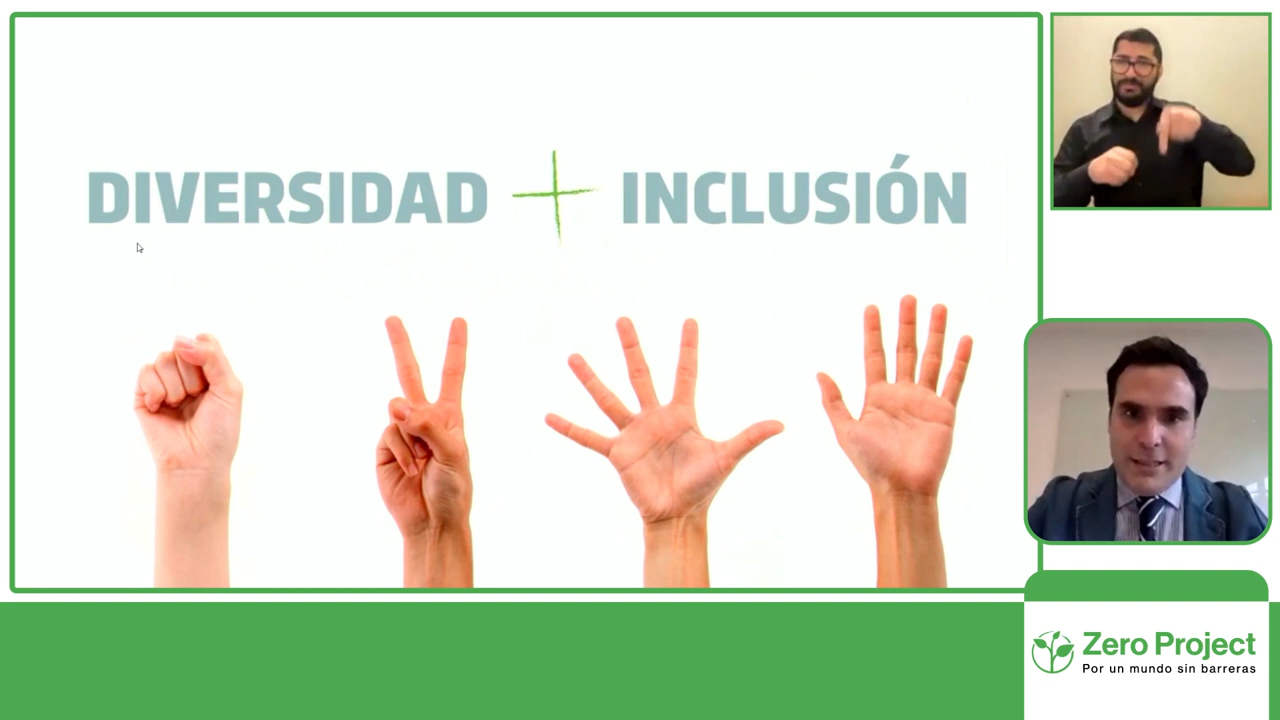 DIVERSIDAD + INCLUSIÓN
Zero Project
Por un mundo sin barreras